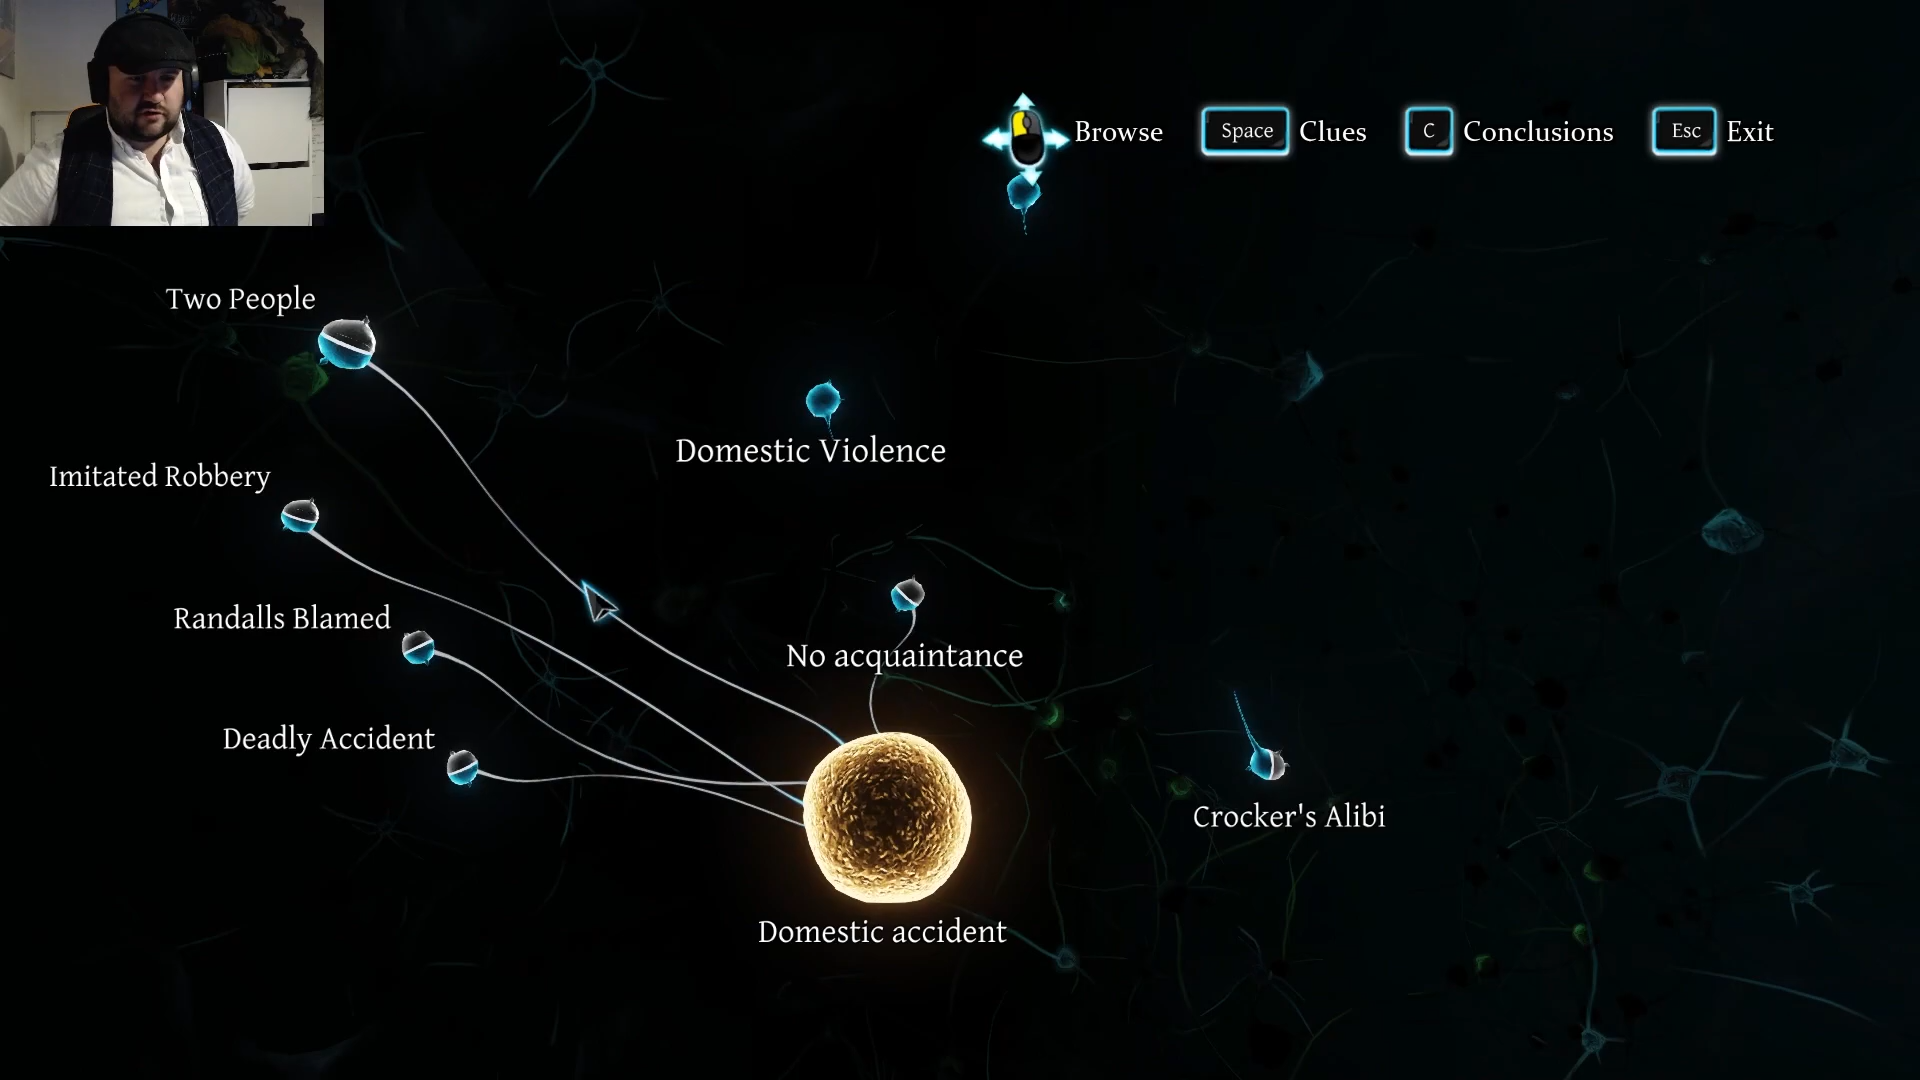 Browse
Space
Clues
C
Conclusions
Esc
Exit
Two People
Domestic Violence
Imitated Robbery
Randalls Blamed
No acquaintance
Deadly Accident
Crocker's Alibi
Domestic accident